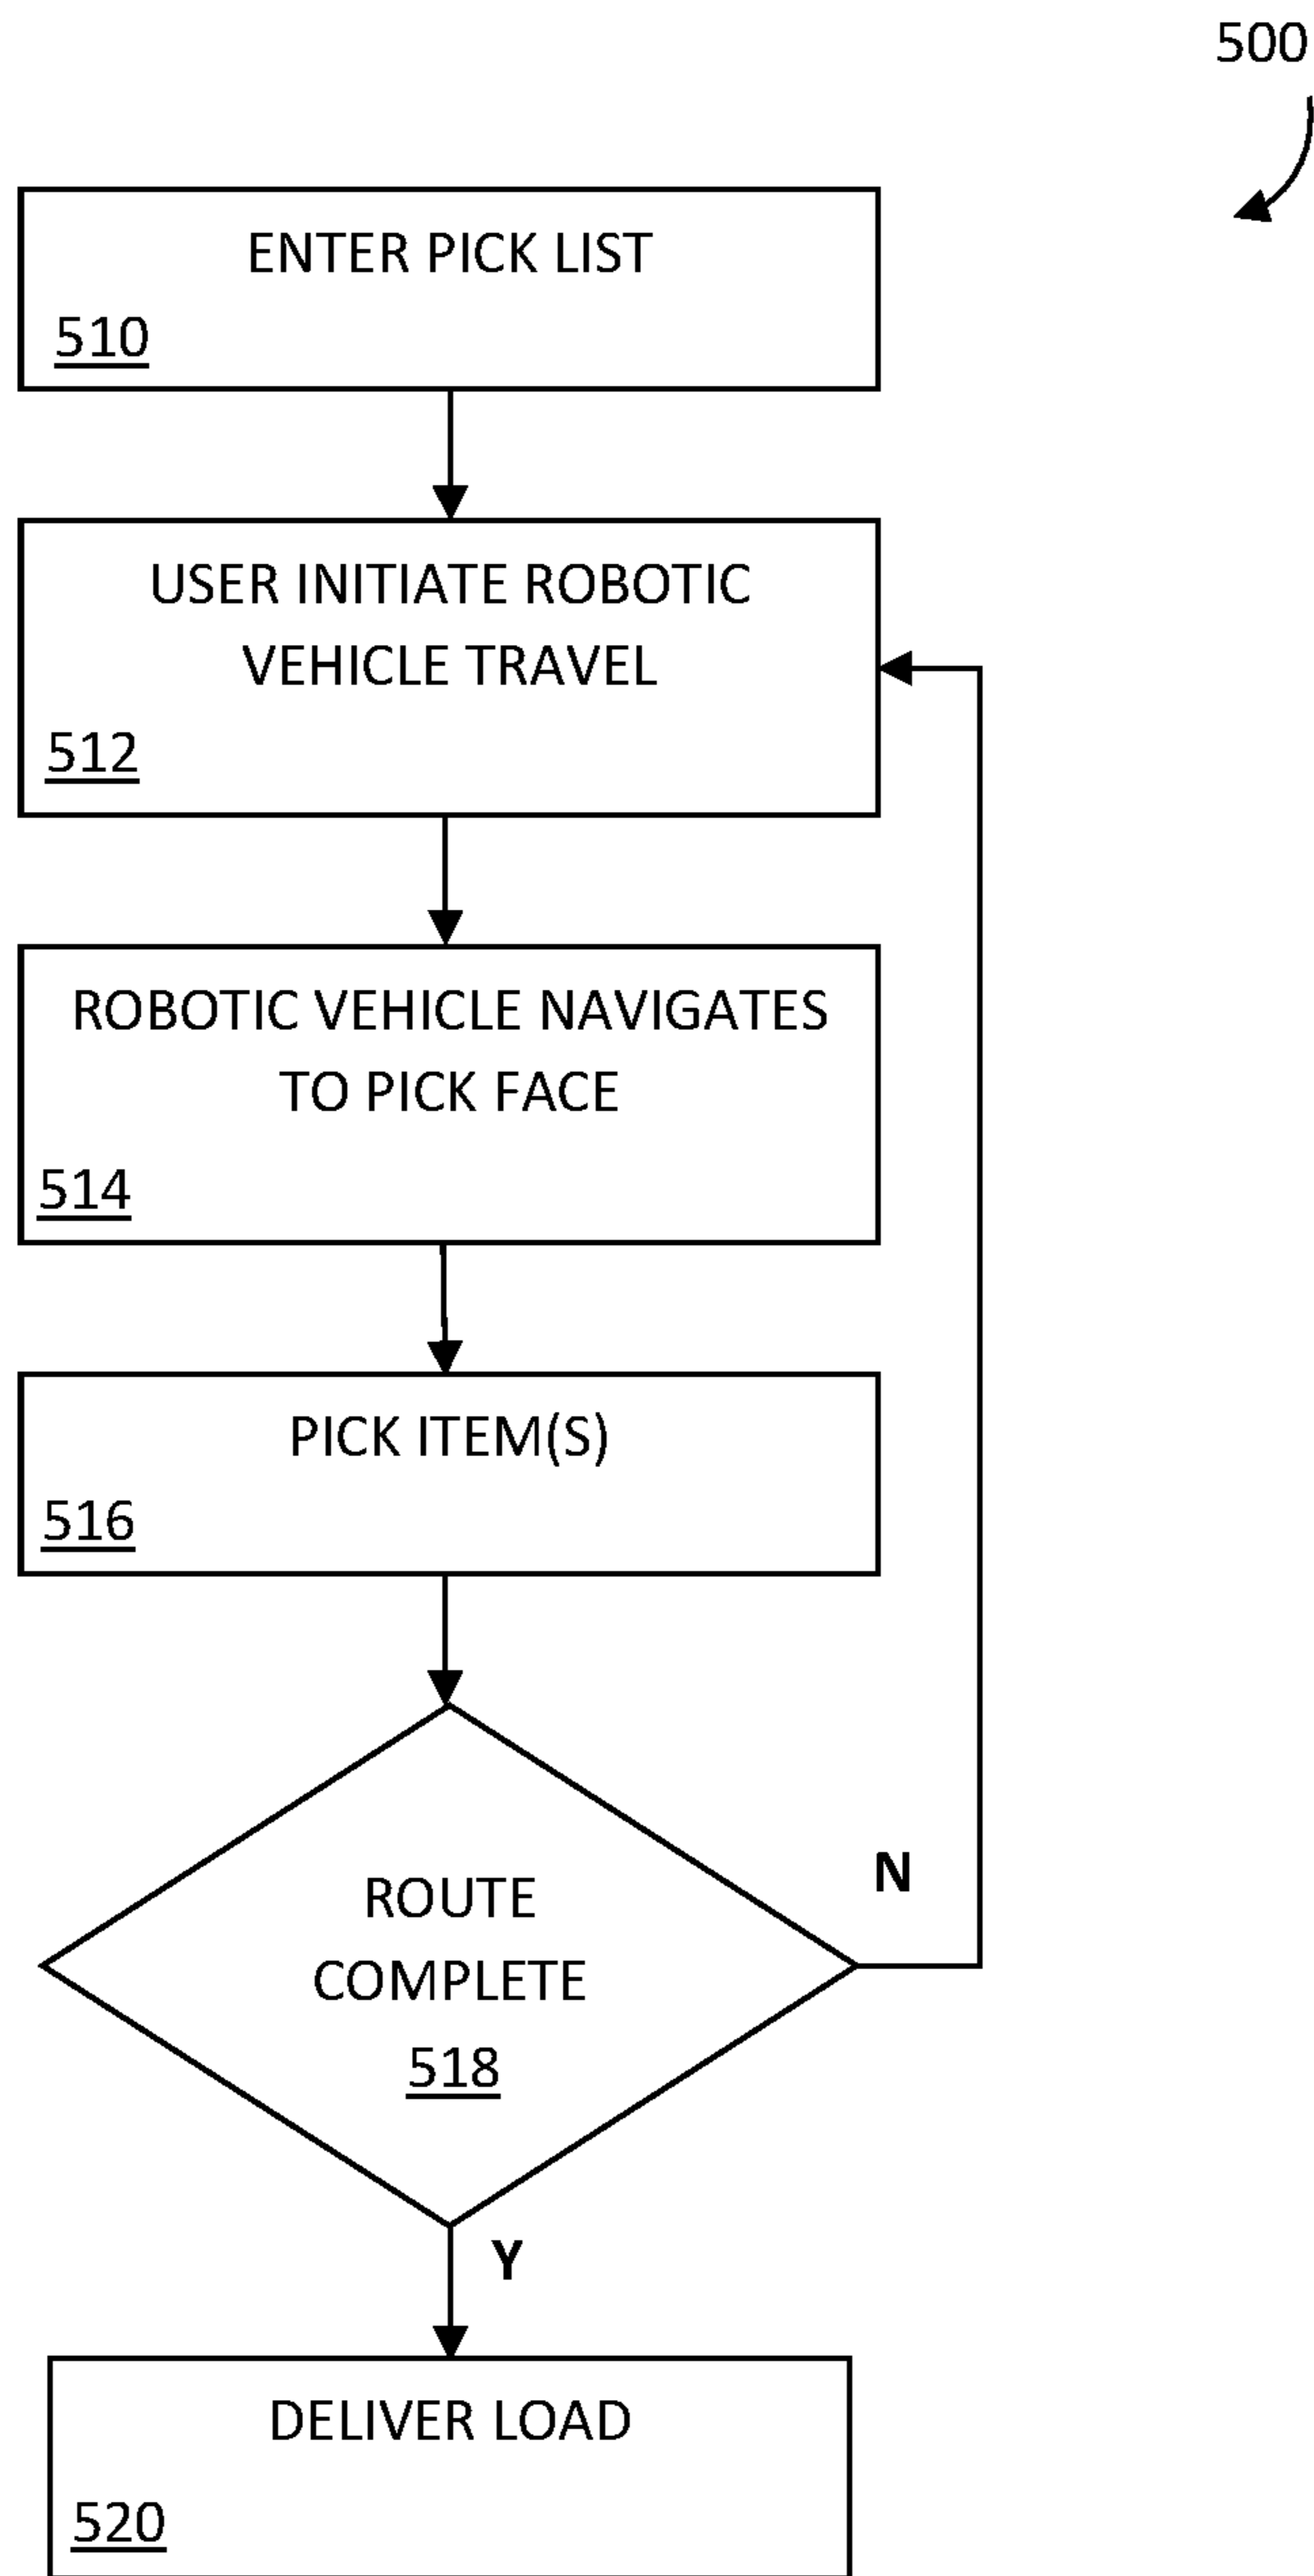 500
ENTER PICK LIST
510
USER INITIATE ROBOTIC
VEHICLE TRAVEL
512
ROBOTIC VEHICLE NAVIGATES
TO PICK FACE
514
PICK ITEM(S)
516
ROUTE
COMPLETE
518
N
Y
DELIVER LOAD
520